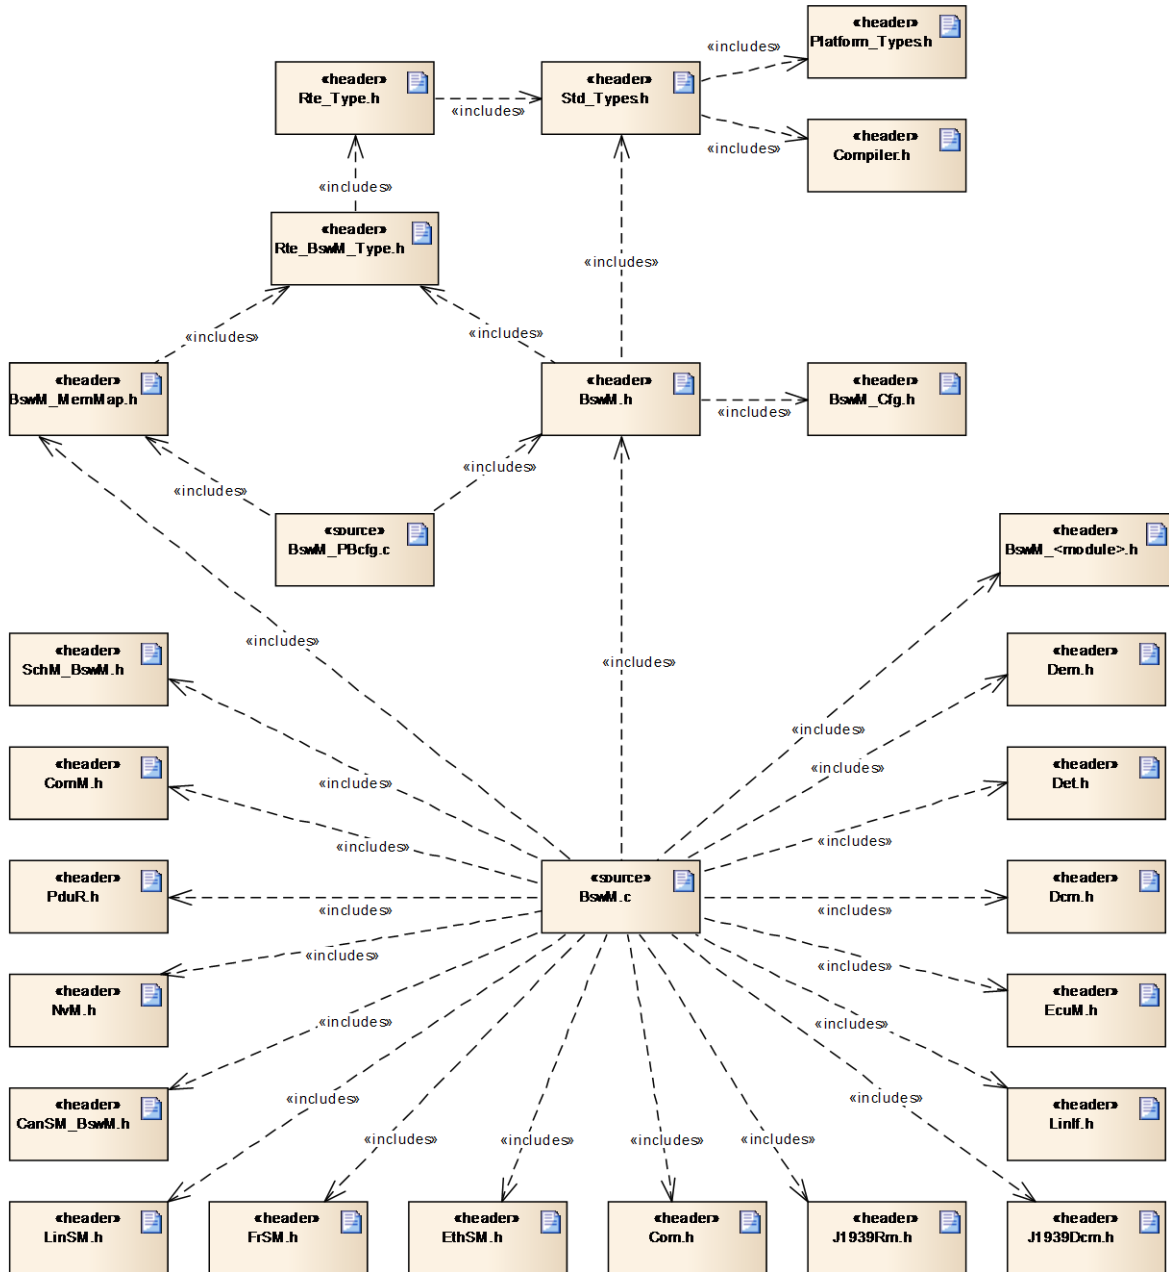 «header»
Platform_Types.h
«includes»
«header»
Rte_Type.h
«includes»
«header»
Std_Types.h
«includes»
«header»
Compiler.h
«includes»
«header»
Rte_BswM_Type.h
«includes»
«includes»
«includes»
«header»
BswM_MemMap.h
«header»
BswM.h
«includes»
«header»
BswM_Cfg.h
«includes»
«includes»
«source»
BswM_PBcfg.c
«header»
BswM_<module>.h
«includes»
«includes»
«header»
SchM_BswM.h
«header»
Dem.h
«includes»
«includes»
«includes»
«header»
ComM.h
«header»
Det.h
«includes»
«includes»
«header»
PduR.h
«source»
BswM.c
«header»
Dcm.h
«includes»
«includes»
«includes»
«includes»
«header»
NvM.h
«header»
EcuM.h
«includes»
«includes»
«header»
CanSM_BswM.h
«header»
LinIf.h
«includes»
«includes»
«includes»
«includes»
«includes»
«includes»
«includes»
«header»
LinSM.h
«header»
FrSM.h
«header»
EthSM.h
«header»
Com.h
«header»
J1939Rm.h
«header»
J1939Dcm.h